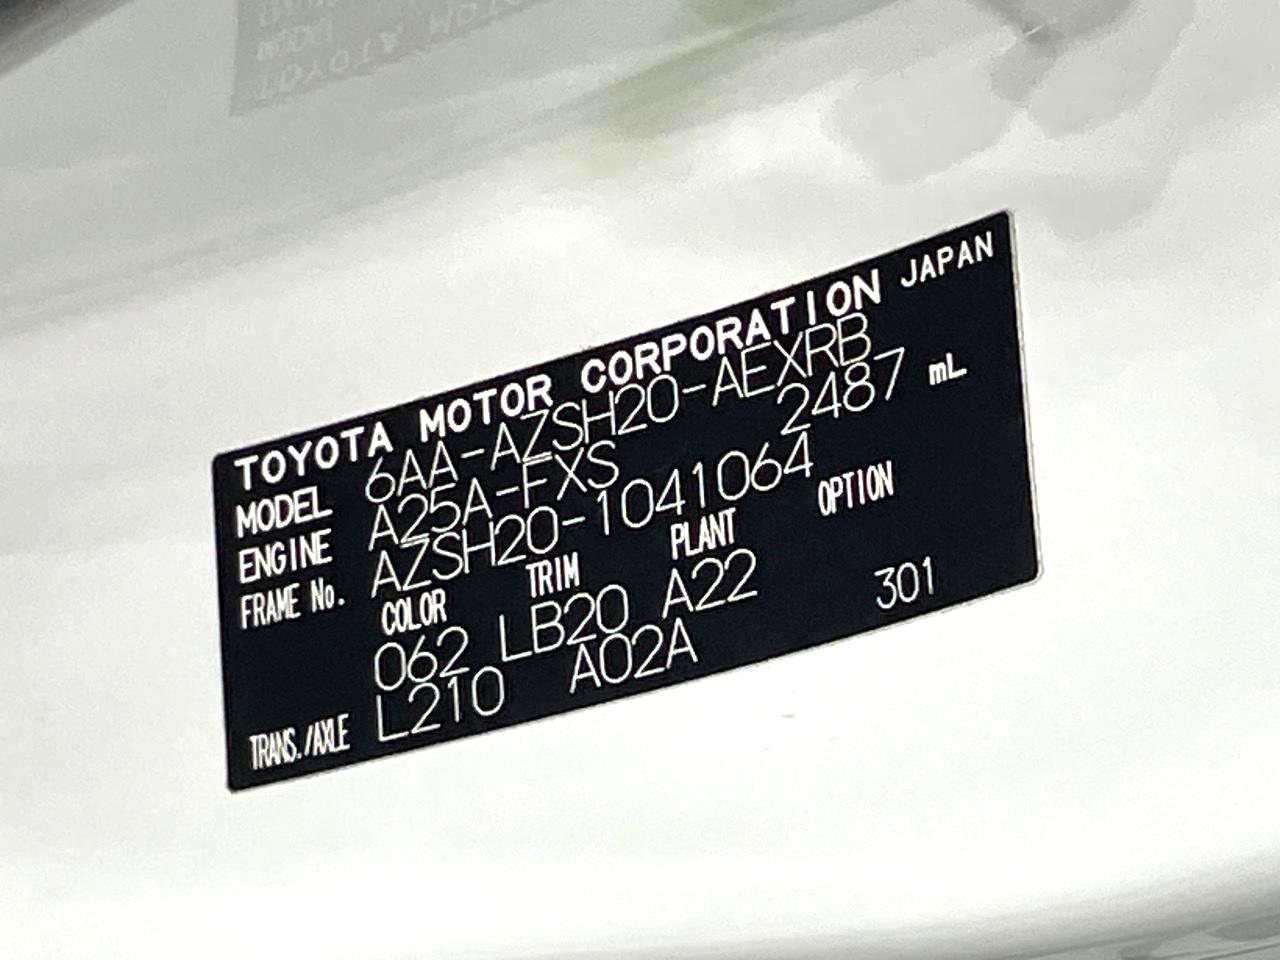 TOYOTA MOTOR CORPORATION JAPAN
MODEL 6AA-AZSH20-AEXRB
ENGINE A25A-FXS 2487 mL
FRAME No. AZSH20-1041064
COLOR TRIM PLANT OPTION
062 LB20 A22
TRANS./AXLE L210 A02A 301